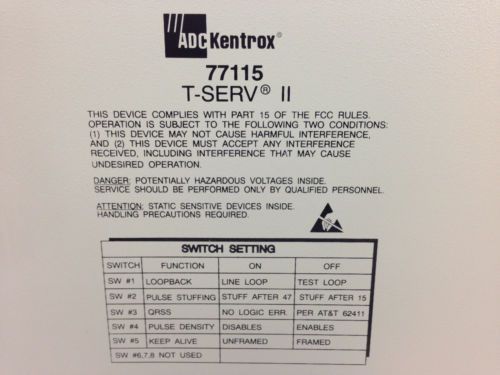 ADC Kentrox®
77115
T-SERV® II
THIS DEVICE COMPLIES WITH PART 15 OF THE FCC RULES.
OPERATION IS SUBJECT TO THE FOLLOWING TWO CONDITIONS:
(1) THIS DEVICE MAY NOT CAUSE HARMFUL INTERFERENCE,
AND (2) THIS DEVICE MUST ACCEPT ANY INTERFERENCE
RECEIVED, INCLUDING INTERFERENCE THAT MAY CAUSE
UNDESIRED OPERATION.
DANGER: POTENTIALLY HAZARDOUS VOLTAGES INSIDE.
SERVICE SHOULD BE PERFORMED ONLY BY QUALIFIED PERSONNEL.
ATTENTION: STATIC SENSITIVE DEVICES INSIDE.
HANDLING PRECAUTIONS REQUIRED.
SWITCH SETTING
SWITCH FUNCTION ON OFF
SW #1 LOOPBACK LINE LOOP TEST LOOP
SW #2 PULSE STUFFING STUFF AFTER 47 STUFF AFTER 15
SW #3 QRSS NO LOGIC ERR. PER AT&T 62411
SW #4 PULSE DENSITY DISABLES ENABLES
SW #5 KEEP ALIVE UNFRAMED FRAMED
SW #6,7,8 NOT USED